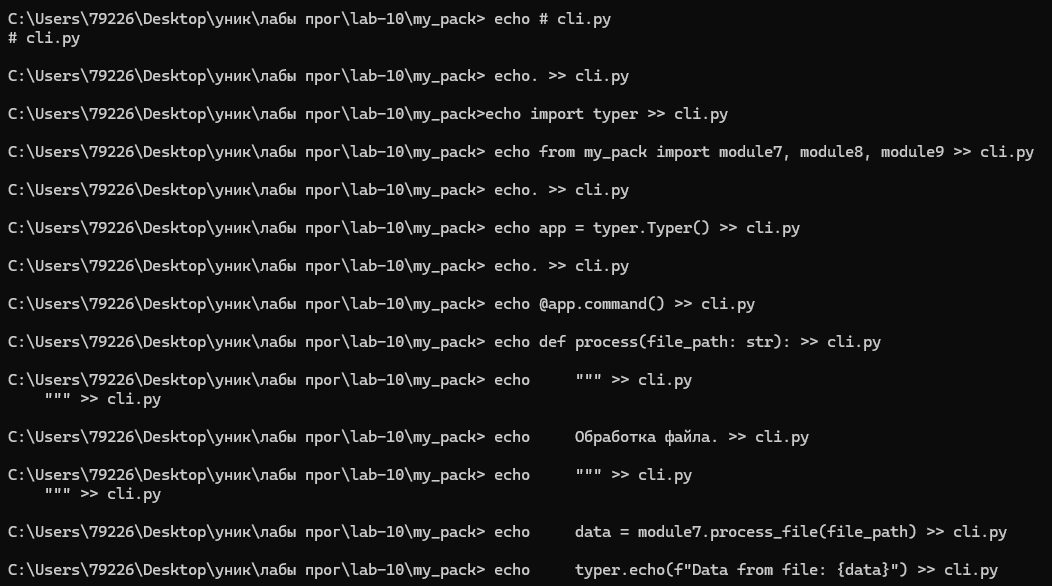 C:\Users\79226\Desktop\уник\лабы прог\lab-10\my_pack> echo # cli.py
# cli.py
C:\Users\79226\Desktop\уник\лабы прог\lab-10\my_pack> echo. >> cli.py
C:\Users\79226\Desktop\уник\лабы прог\lab-10\my_pack>echo import typer >> cli.py
C:\Users\79226\Desktop\уник\лабы прог\lab-10\my_pack> echo from my_pack import module7, module8, module9 >> cli.py
C:\Users\79226\Desktop\уник\лабы прог\lab-10\my_pack> echo. >> cli.py
C:\Users\79226\Desktop\уник\лабы прог\lab-10\my_pack> echo app = typer.Typer() >> cli.py
C:\Users\79226\Desktop\уник\лабы прог\lab-10\my_pack> echo. >> cli.py
C:\Users\79226\Desktop\уник\лабы прог\lab-10\my_pack> echo @app.command() >> cli.py
C:\Users\79226\Desktop\уник\лабы прог\lab-10\my_pack> echo def process(file_path: str): >> cli.py
C:\Users\79226\Desktop\уник\лабы прог\lab-10\my_pack> echo     """ >> cli.py
    """ >> cli.py
C:\Users\79226\Desktop\уник\лабы прог\lab-10\my_pack> echo     Обработка файла. >> cli.py
C:\Users\79226\Desktop\уник\лабы прог\lab-10\my_pack> echo     """ >> cli.py
    """ >> cli.py
C:\Users\79226\Desktop\уник\лабы прог\lab-10\my_pack> echo     data = module7.process_file(file_path) >> cli.py
C:\Users\79226\Desktop\уник\лабы прог\lab-10\my_pack> echo     typer.echo(f"Data from file: {data}") >> cli.py